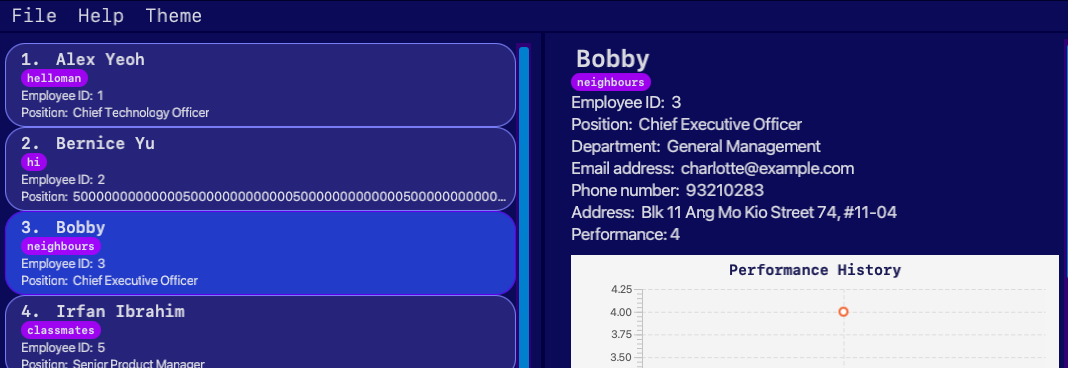 File Help Theme
1. Alex Yeoh
helloman
Employee ID: 1
Position: Chief Technology Officer
2. Bernice Yu
hi
Employee ID: 2
Position: 5000000000000050000000000000500000000000005000000000000...
3. Bobby
neighbours
Employee ID: 3
Position: Chief Executive Officer
4. Irfan Ibrahim
classmates
Employee ID: 5
Position: Senior Product Manager
Bobby
neighbours
Employee ID: 3
Position: Chief Executive Officer
Department: General Management
Email address: charlotte@example.com
Phone number: 93210283
Address: Blk 11 Ang Mo Kio Street 74, #11-04
Performance: 4
Performance History
4.25
4.00
3.75
3.50